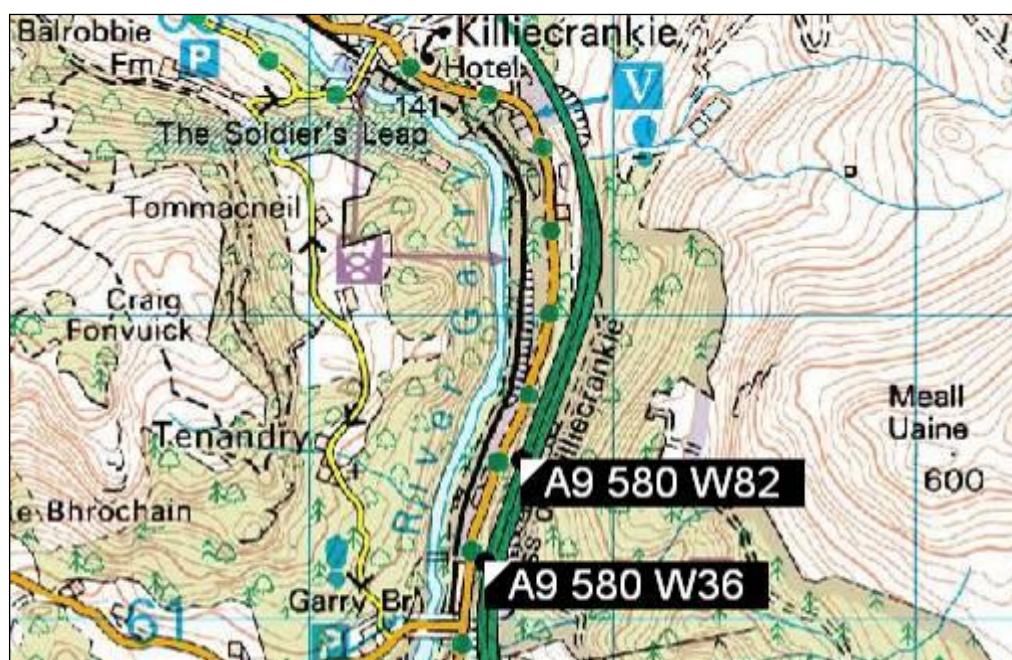 Balrobbie
Fm
P
Killiecrankie
Hotel
V
141
The Soldier's Leap
Tommacneil
River Garry
Craig
Fonvuick
Killiecrankie
Meall
Uaine
600
Tenandry
A9 580 W82
e Bhrochain
A9 580 W36
Garry Br
61